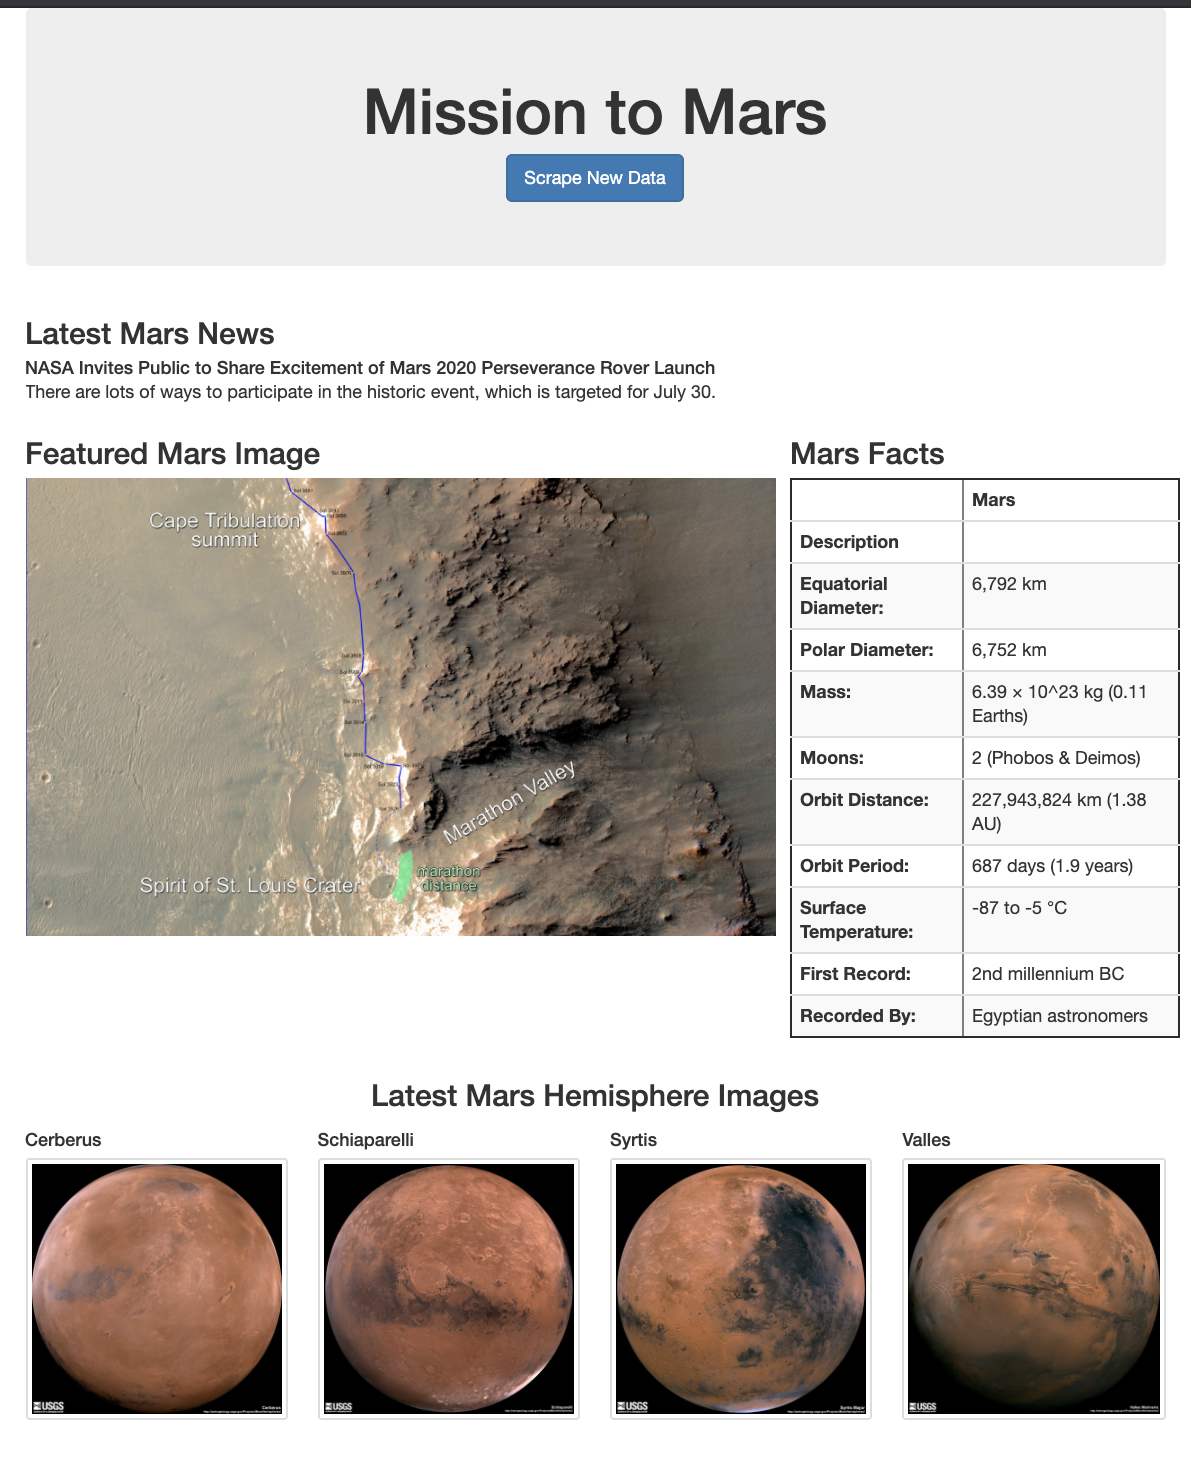 Mission to Mars
Scrape New Data
Latest Mars News
NASA Invites Public to Share Excitement of Mars 2020 Perseverance Rover Launch
There are lots of ways to participate in the historic event, which is targeted for July 30.
Featured Mars Image
Cape Tribulation
summit
Marathon Valley
Spirit of St. Louis Crater
marathon
distance
Mars Facts
Mars
Description
Equatorial
Diameter:
6,792 km
Polar Diameter:
6,752 km
Mass:
6.39 × 10^23 kg (0.11
Earths)
Moons:
2 (Phobos & Deimos)
Orbit Distance:
227,943,824 km (1.38
AU)
Orbit Period:
687 days (1.9 years)
Surface
Temperature:
-87 to -5 °C
First Record:
2nd millennium BC
Recorded By:
Egyptian astronomers
Latest Mars Hemisphere Images
Cerberus
Schiaparelli
Syrtis
Valles
USGS
Cerberus
USGS
Schiaparelli
USGS
Syrtis Major
USGS
Valles Marineris